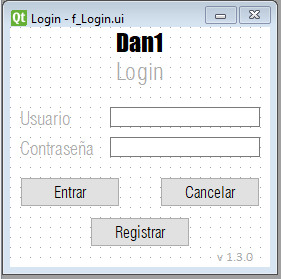 Login - f_Login.ui
Dan1
Login
Usuario
Contraseña
Entrar Cancelar
Registrar
v 1.3.0